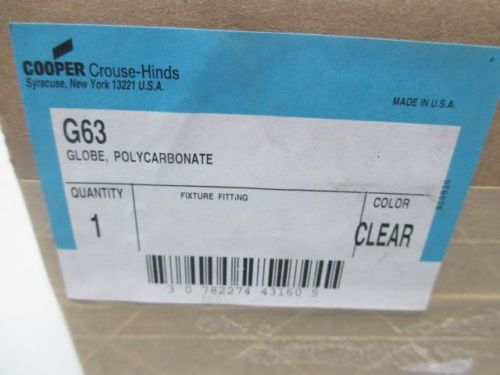 COOPER Crouse-Hinds
Syracuse, New York 13221 U.S.A.
MADE IN U.S.A.
G63
GLOBE, POLYCARBONATE
QUANTITY
FIXTURE FITTiNG
COLOR
1
CLEAR
3 0 782274 43160 5